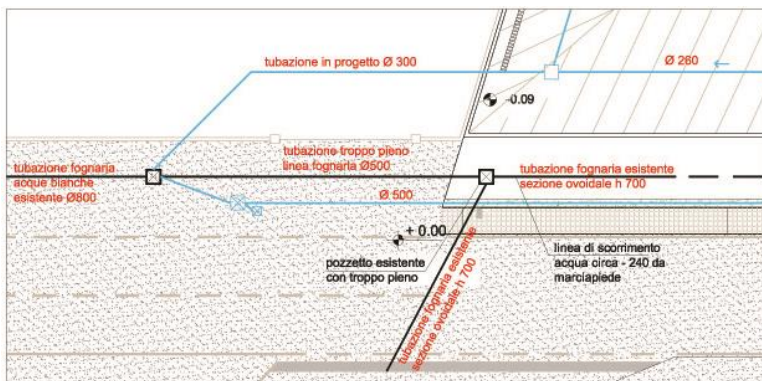 tubazione in progetto Ø 300
Ø 260
-0.09
tubazione troppo pieno
linea fognaria Ø500
tubazione fognaria
acque bianche
esistente Ø800
tubazione fognaria esistente
sezione ovoidale h 700
Ø 500
+ 0.00
pozzetto esistente
con troppo pieno
linea di scorrimento
acqua circa - 240 da
marciapiede
tubazione fognaria esistente
sezione ovoidale h 700